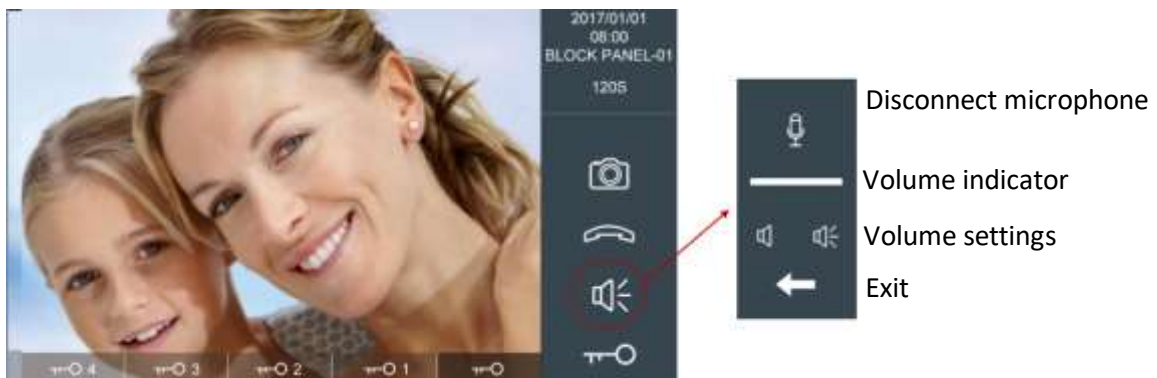 2017/01/01
08:00
BLOCK PANEL-01
120S
4
3
2
1
Disconnect microphone
Volume indicator
Volume settings
Exit